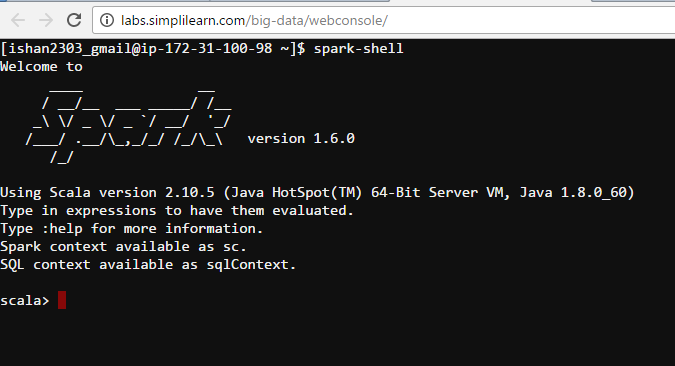 labs.simplilearn.com/big-data/webconsole/
[ishan2303_gmail@ip-172-31-100-98 ~]$ spark-shell
Welcome to
      ____              __
     / __/__  ___ _____/ /__
    _\ \/ _ \/ _ `/ __/  '_/
   /___/ .__/\_,_/_/ /_/\_\   version 1.6.0
      /_/
Using Scala version 2.10.5 (Java HotSpot(TM) 64-Bit Server VM, Java 1.8.0_60)
Type in expressions to have them evaluated.
Type :help for more information.
Spark context available as sc.
SQL context available as sqlContext.
scala>